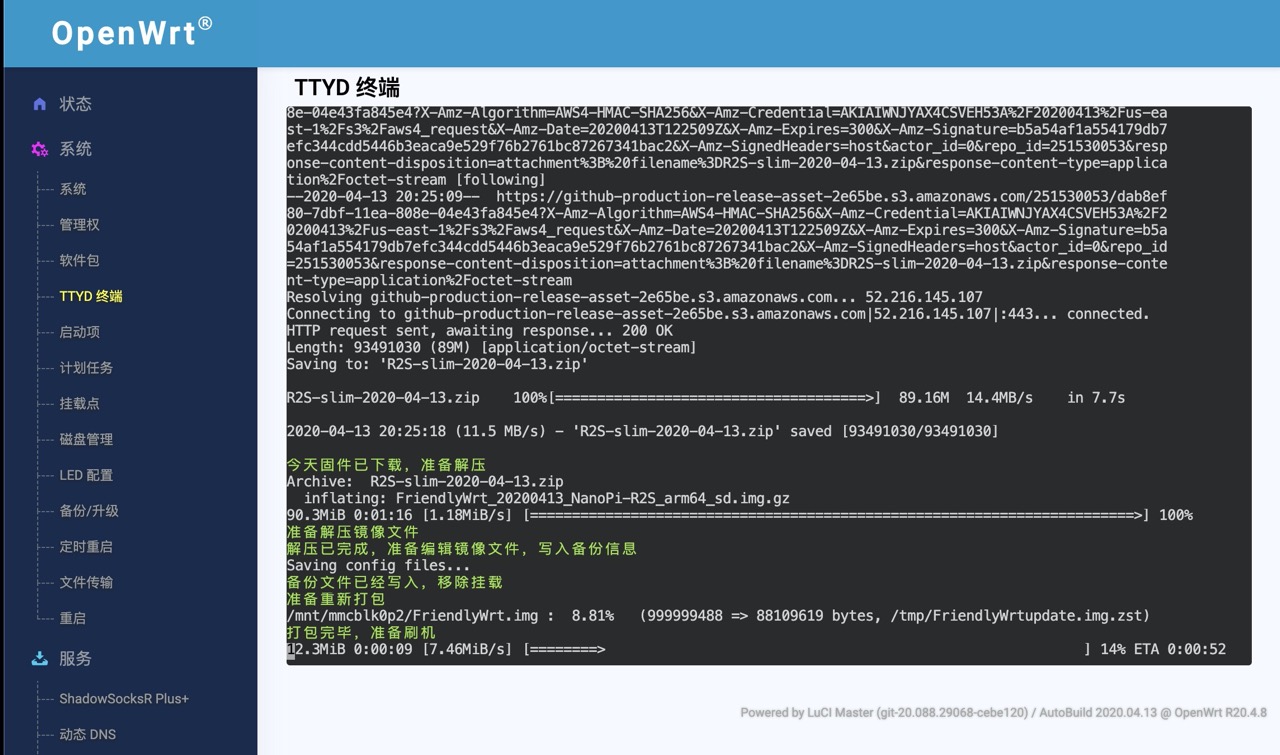 OpenWrt®
状态
系统
系统
管理权
软件包
TTYD 终端
启动项
计划任务
挂载点
磁盘管理
LED 配置
备份/升级
定时重启
文件传输
重启
服务
ShadowSocksR Plus+
动态 DNS
TTYD 终端
8e-04e43fa845e4?X-Amz-Algorithm=AWS4-HMAC-SHA256&X-Amz-Credential=AKIAIWNJYAX4CSVEH53A%2F20200413%2Fus-ea
st-1%2Fs3%2Faws4_request&X-Amz-Date=20200413T122509Z&X-Amz-Expires=300&X-Amz-Signature=b5a54af1a554179db7
efc344cdd5446b3eaca9e529f76b2761bc87267341bac2&X-Amz-SignedHeaders=host&actor_id=0&repo_id=251530053&resp
onse-content-disposition=attachment%3B%20filename%3DR2S-slim-2020-04-13.zip&response-content-type=applica
tion%2Foctet-stream [following]
--2020-04-13 20:25:09--  https://github-production-release-asset-2e65be.s3.amazonaws.com/251530053/dab8ef
80-7dbf-11ea-808e-04e43fa845e4?X-Amz-Algorithm=AWS4-HMAC-SHA256&X-Amz-Credential=AKIAIWNJYAX4CSVEH53A%2F2
0200413%2Fus-east-1%2Fs3%2Faws4_request&X-Amz-Date=20200413T122509Z&X-Amz-Expires=300&X-Amz-Signature=b5a
54af1a554179db7efc344cdd5446b3eaca9e529f76b2761bc87267341bac2&X-Amz-SignedHeaders=host&actor_id=0&repo_id
=251530053&response-content-disposition=attachment%3B%20filename%3DR2S-slim-2020-04-13.zip&response-conte
nt-type=application%2Foctet-stream
Resolving github-production-release-asset-2e65be.s3.amazonaws.com... 52.216.145.107
Connecting to github-production-release-asset-2e65be.s3.amazonaws.com|52.216.145.107|:443... connected.
HTTP request sent, awaiting response... 200 OK
Length: 93491030 (89M) [application/octet-stream]
Saving to: 'R2S-slim-2020-04-13.zip'
R2S-slim-2020-04-13.zip    100%[=====================================>]  89.16M  14.4MB/s    in 7.7s
2020-04-13 20:25:18 (11.5 MB/s) - 'R2S-slim-2020-04-13.zip' saved [93491030/93491030]
今天固件已下载，准备解压
Archive:  R2S-slim-2020-04-13.zip
  inflating: FriendlyWrt_20200413_NanoPi-R2S_arm64_sd.img.gz
90.3MiB 0:01:16 [1.18MiB/s] [========================================================================>] 100%
准备解压镜像文件
解压已完成，准备编辑镜像文件，写入备份信息
Saving config files...
备份文件已经写入，移除挂载
准备重新打包
/mnt/mmcblk0p2/FriendlyWrt.img :  8.81%   (999999488 => 88109619 bytes, /tmp/FriendlyWrtupdate.img.zst)
打包完毕，准备刷机
12.3MiB 0:00:09 [7.46MiB/s] [========>                                                         ] 14% ETA 0:00:52
Powered by LuCI Master (git-20.088.29068-cebe120) / AutoBuild 2020.04.13 @ OpenWrt R20.4.8